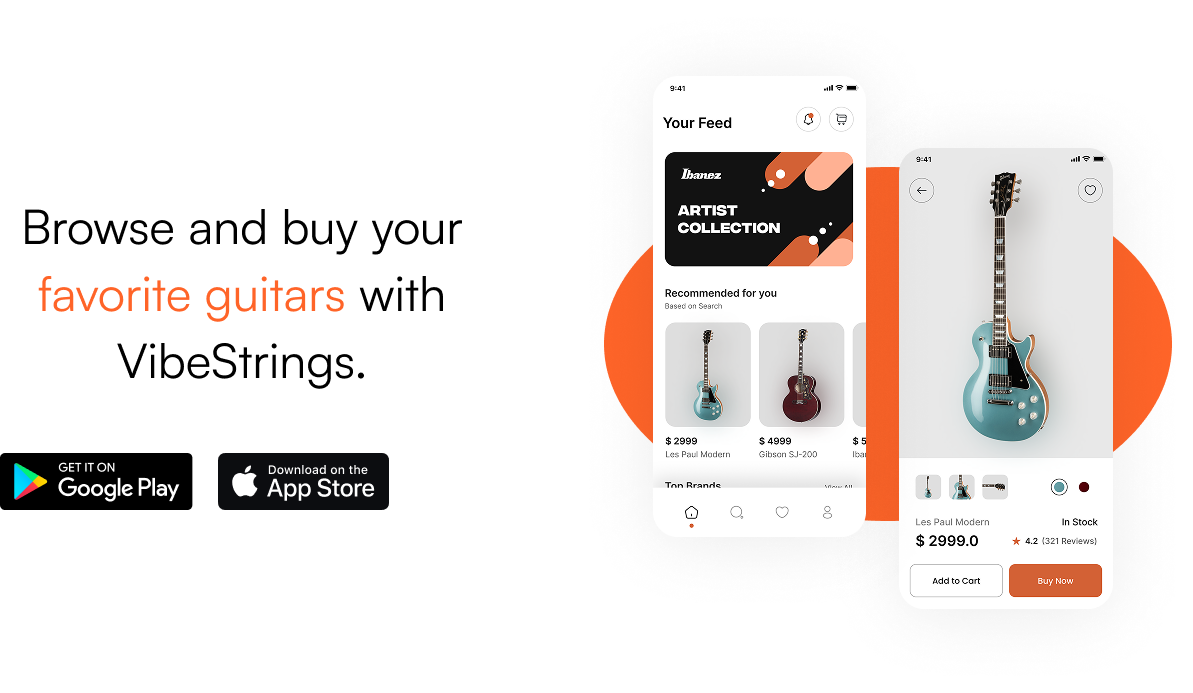 Browse and buy your
favorite guitars with
VibeStrings.
GET IT ON
Google Play
Download on the
App Store
9:41
Your Feed
Ibanez
ARTIST
COLLECTION
Recommended for you
Based on Search
$ 2999
Les Paul Modern
$ 4999
Gibson SJ-200
$ 5
Iba
Top Brands
View All
9:41
Les Paul Modern
In Stock
$ 2999.0
4.2 (321 Reviews)
Add to Cart
Buy Now